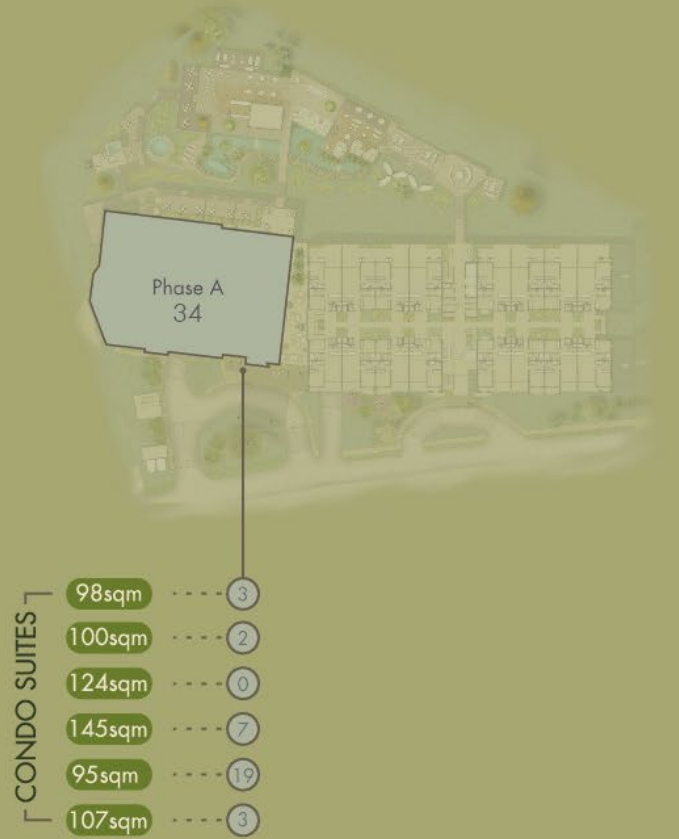 Phase A
34
CONDO SUITES
98sqm 3
100sqm 2
124sqm 0
145sqm 7
95sqm 19
107sqm 3